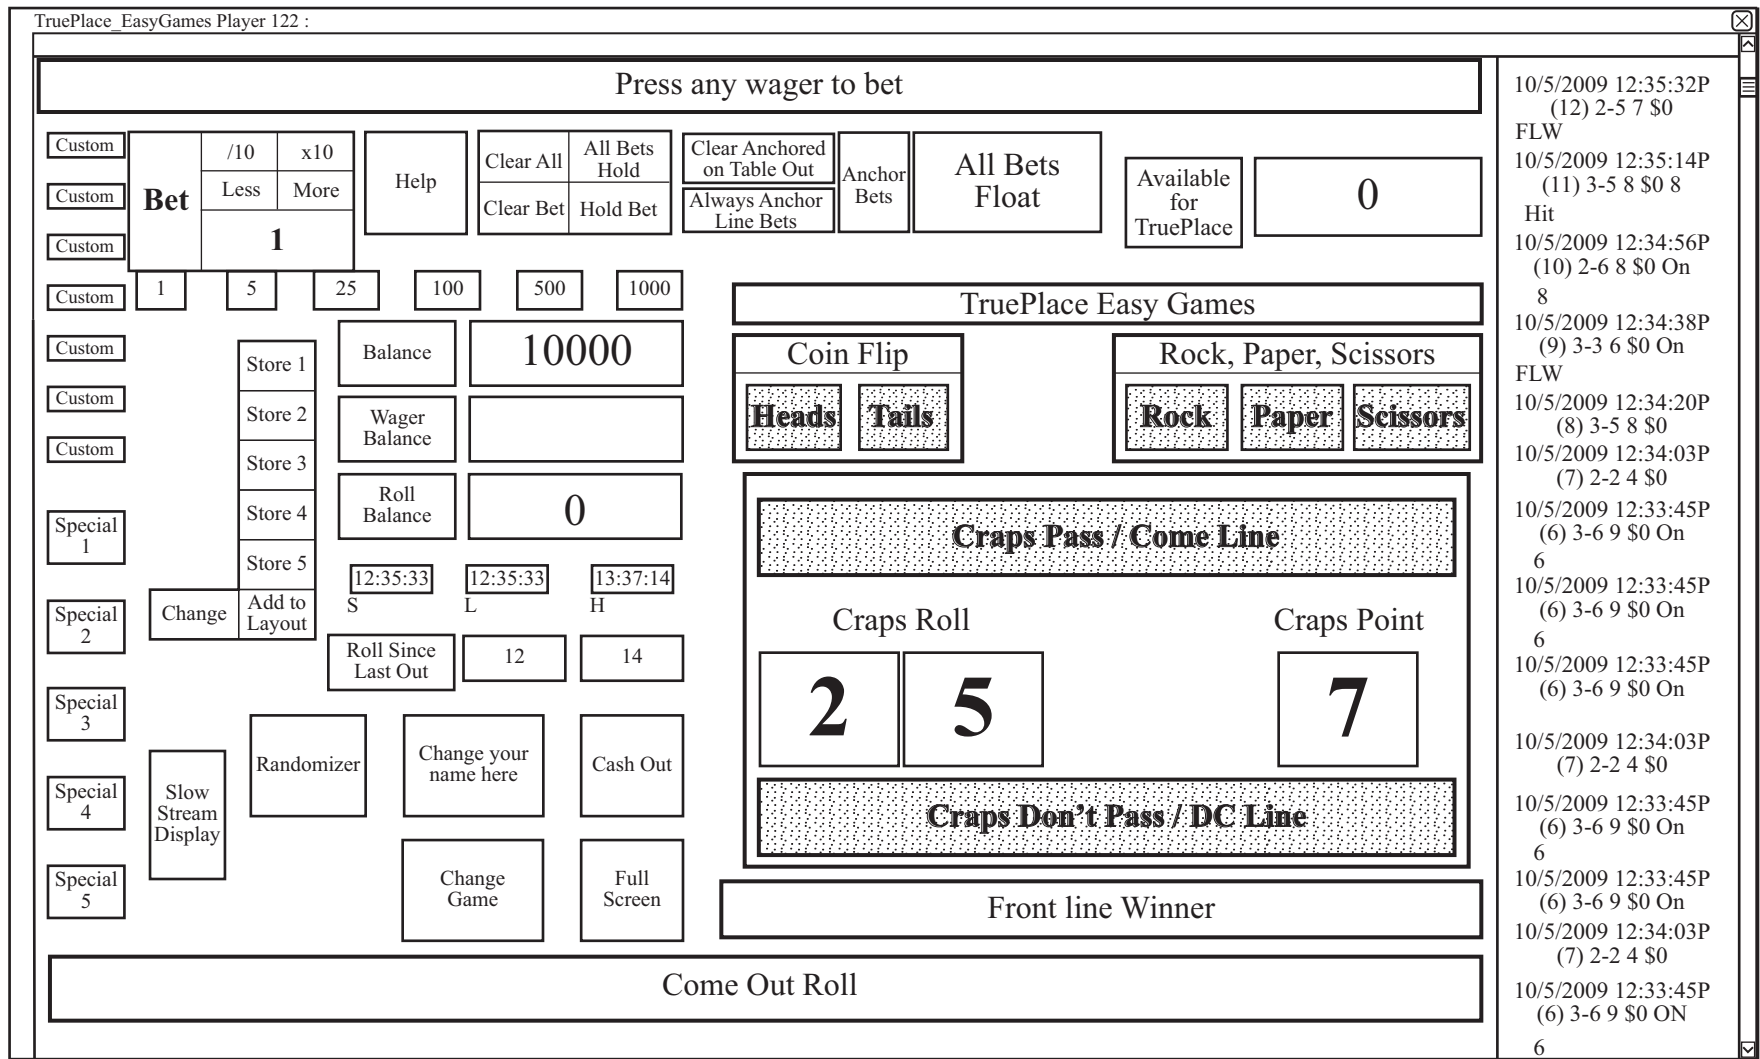 TruePlace_EasyGames Player 122 :
Press any wager to bet
Custom
Custom
Custom
Custom
Custom
Custom
Custom
Special
1
Special
2
Special
3
Special
4
Special
5
Bet
/10
x10
Less
More
1
Help
Clear All
All Bets
Hold
Clear Bet
Hold Bet
Clear Anchored
on Table Out
Always Anchor
Line Bets
Anchor
Bets
All Bets
Float
Available
for
TruePlace
0
1
5
25
100
500
1000
Store 1
Store 2
Store 3
Store 4
Store 5
Change
Add to
Layout
Balance
10000
Wager
Balance
Roll
Balance
0
12:35:33
12:35:33
13:37:14
S
L
H
Roll Since
Last Out
12
14
Slow
Stream
Display
Randomizer
Change your
name here
Cash Out
Change
Game
Full
Screen
TruePlace Easy Games
Coin Flip
Heads
Tails
Rock, Paper, Scissors
Rock
Paper
Scissors
Craps Pass / Come Line
Craps Roll
Craps Point
2
5
7
Craps Don't Pass / DC Line
Front line Winner
Come Out Roll
10/5/2009 12:35:32P
(12) 2-5 7 $0
FLW
10/5/2009 12:35:14P
(11) 3-5 8 $0 8
Hit
10/5/2009 12:34:56P
(10) 2-6 8 $0 On
8
10/5/2009 12:34:38P
(9) 3-3 6 $0 On
FLW
10/5/2009 12:34:20P
(8) 3-5 8 $0
10/5/2009 12:34:03P
(7) 2-2 4 $0
10/5/2009 12:33:45P
(6) 3-6 9 $0 On
6
10/5/2009 12:33:45P
(6) 3-6 9 $0 On
6
10/5/2009 12:33:45P
(6) 3-6 9 $0 On
10/5/2009 12:34:03P
(7) 2-2 4 $0
10/5/2009 12:33:45P
(6) 3-6 9 $0 On
6
10/5/2009 12:33:45P
(6) 3-6 9 $0 On
10/5/2009 12:34:03P
(7) 2-2 4 $0
10/5/2009 12:33:45P
(6) 3-6 9 $0 ON
6